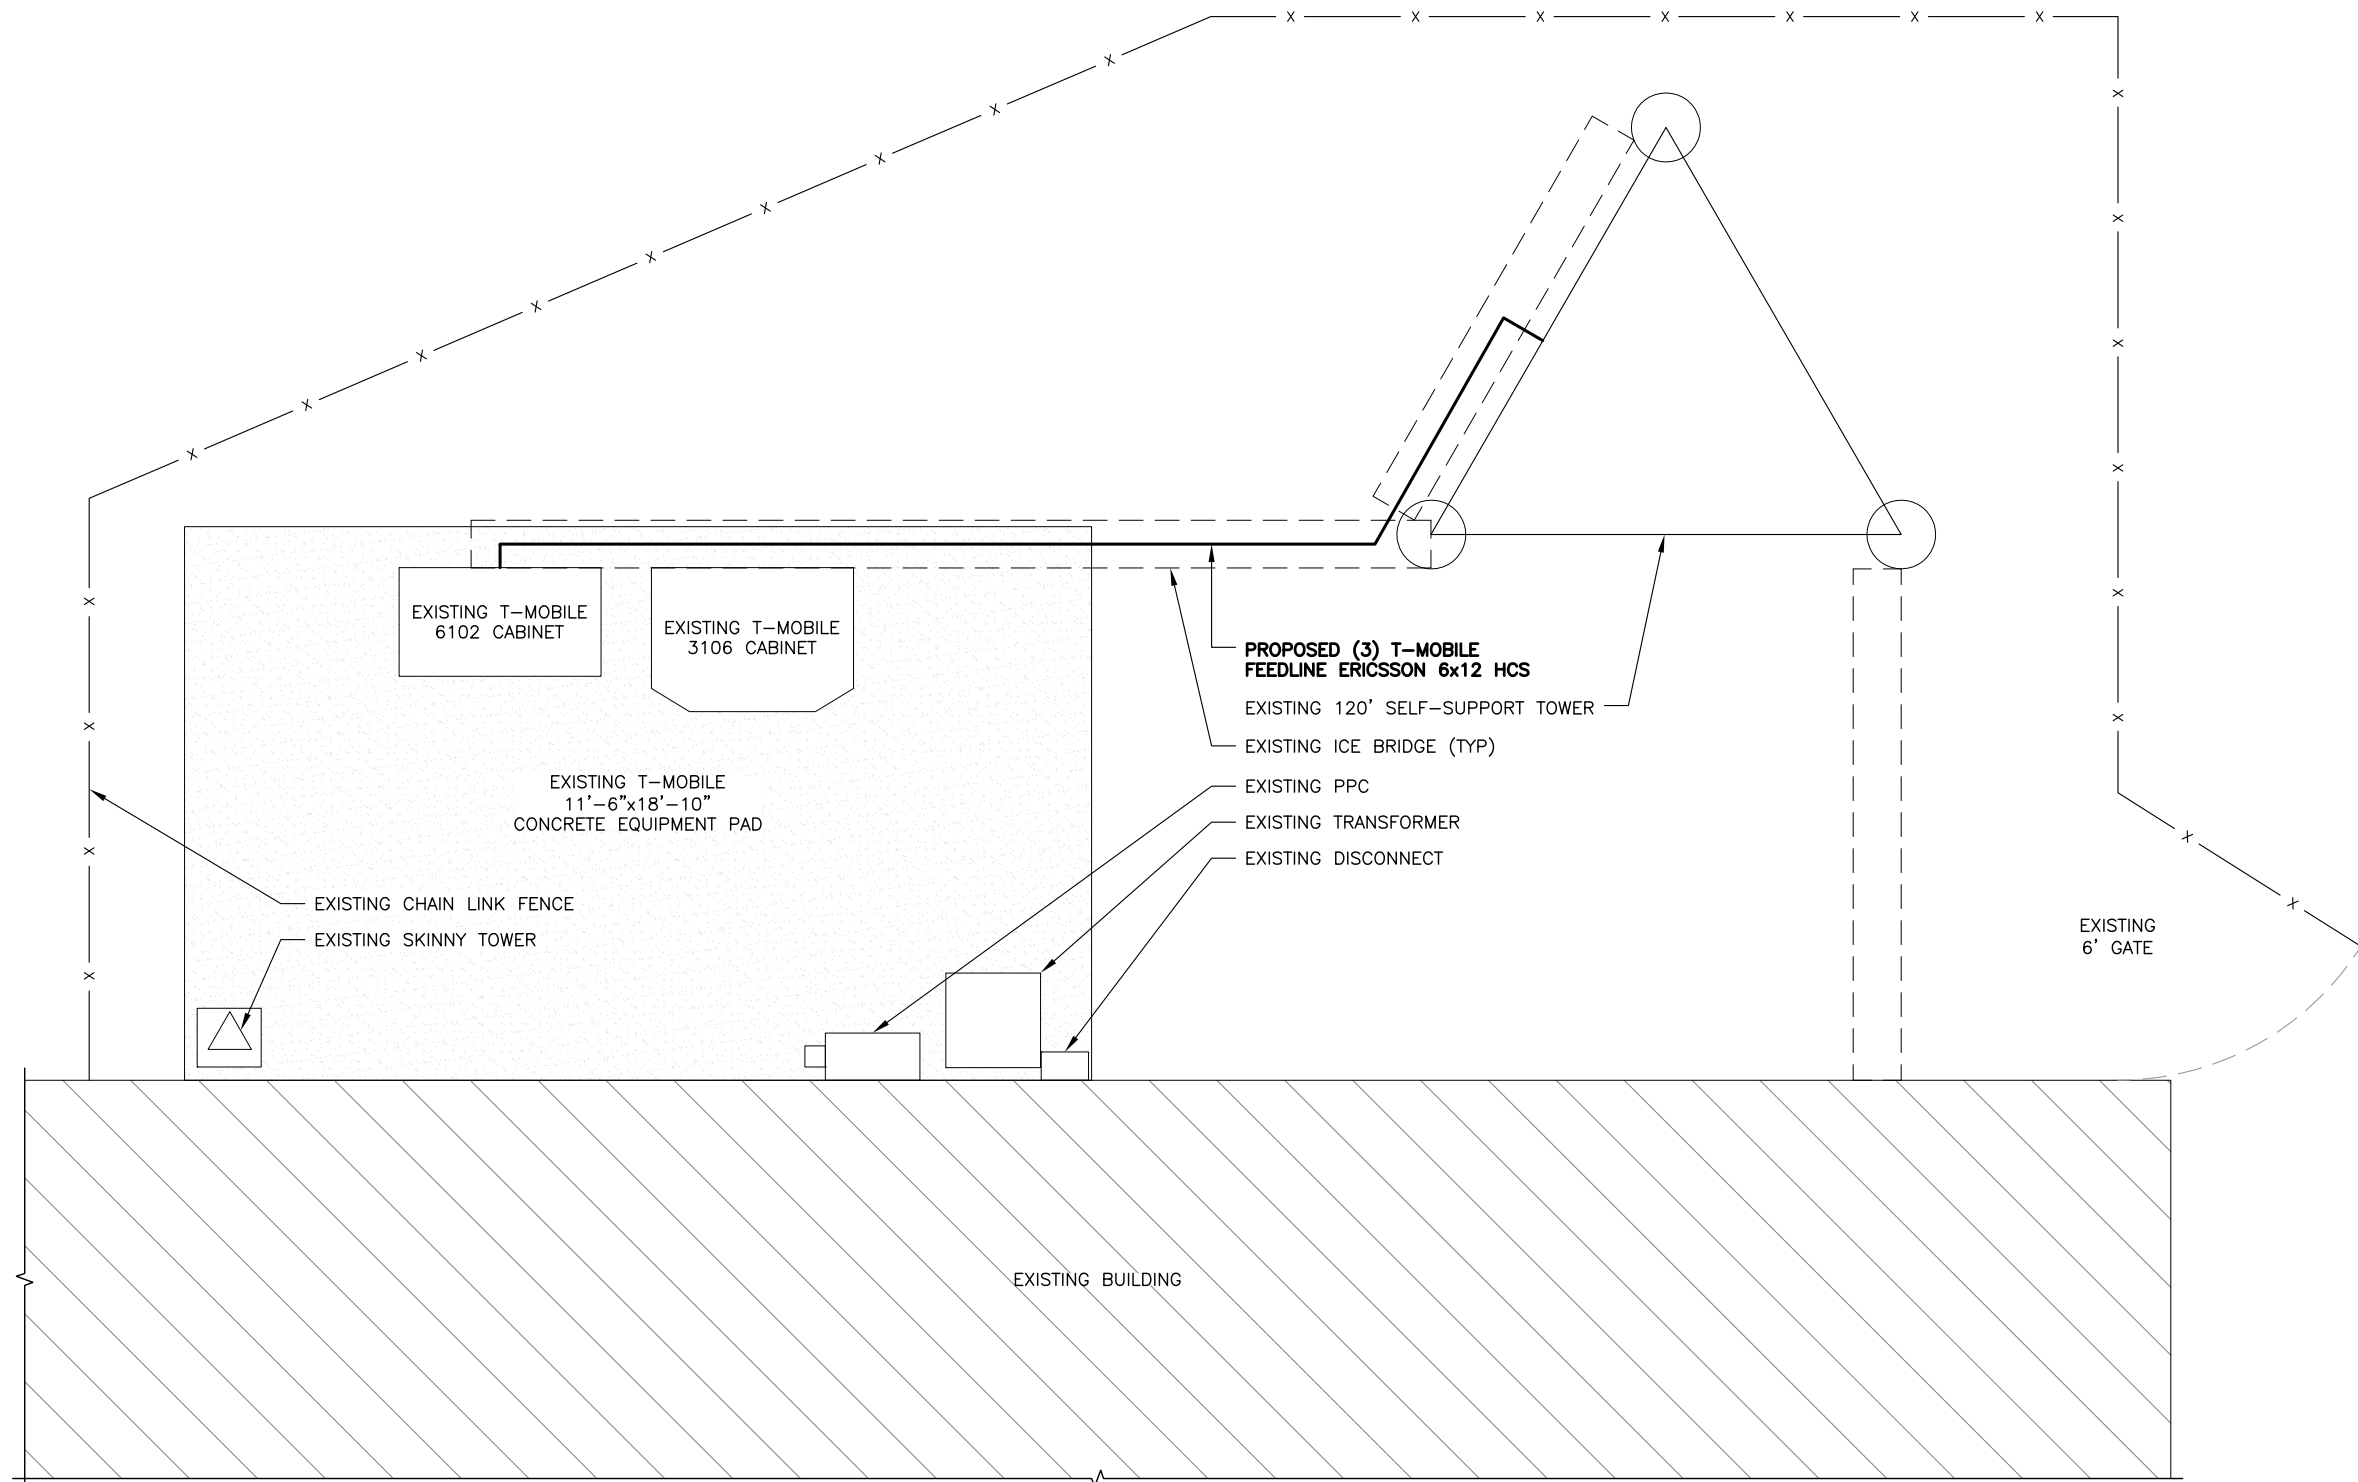 EXISTING T-MOBILE
6102 CABINET
EXISTING T-MOBILE
3106 CABINET
PROPOSED (3) T-MOBILE
FEEDLINE ERICSSON 6x12 HCS
EXISTING 120' SELF-SUPPORT TOWER
EXISTING ICE BRIDGE (TYP)
EXISTING T-MOBILE
11'-6"x18'-10"
CONCRETE EQUIPMENT PAD
EXISTING PPC
EXISTING TRANSFORMER
EXISTING DISCONNECT
EXISTING CHAIN LINK FENCE
EXISTING SKINNY TOWER
EXISTING
6' GATE
EXISTING BUILDING